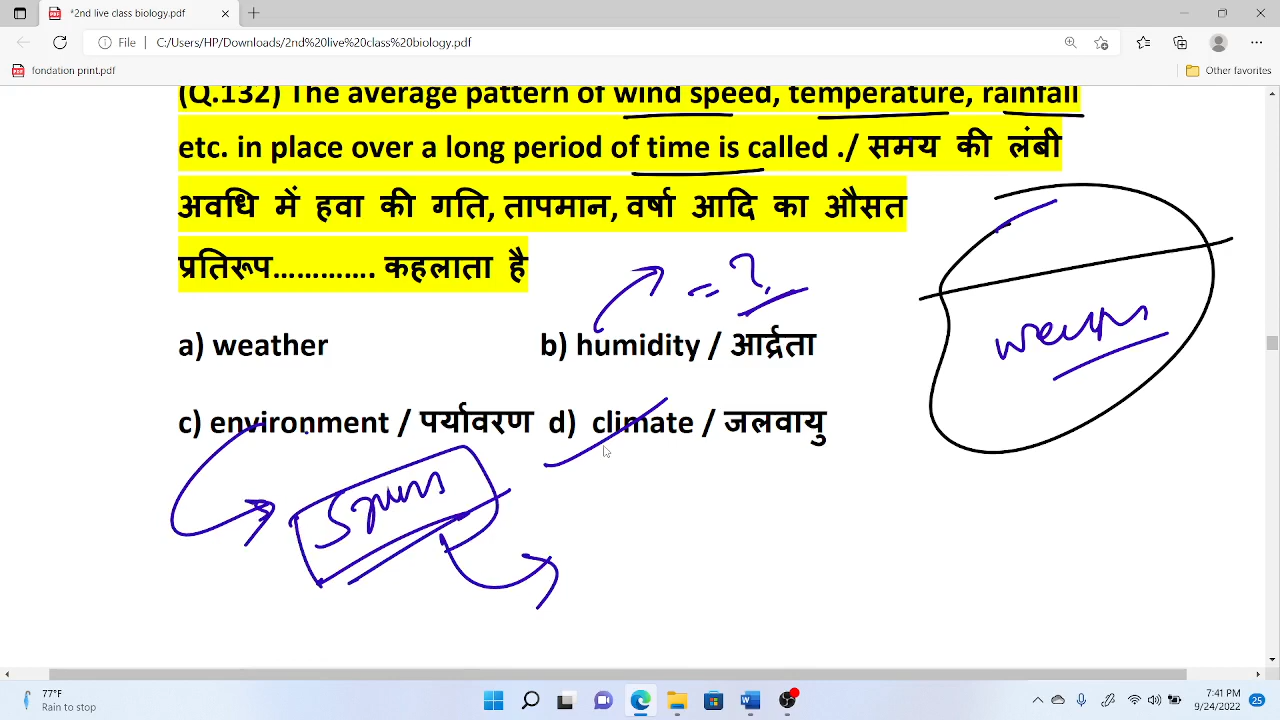 *2nd live class biology.pdf
File
C:/Users/HP/Downloads/2nd%20live%20class%20biology.pdf
fondation print.pdf
Other favorites
(Q.132) The average pattern of wind speed, temperature, rainfall
etc. in place over a long period of time is called ./ समय की लंबी
अवधि में हवा की गति, तापमान, वर्षा आदि का औसत
प्रतिरूप............. कहलाता है
= ?
a) weather
b) humidity / आर्द्रता
c) environment / पर्यावरण d) climate / जलवायु
77°F
Rain to stop
7:41 PM
9/24/2022
25